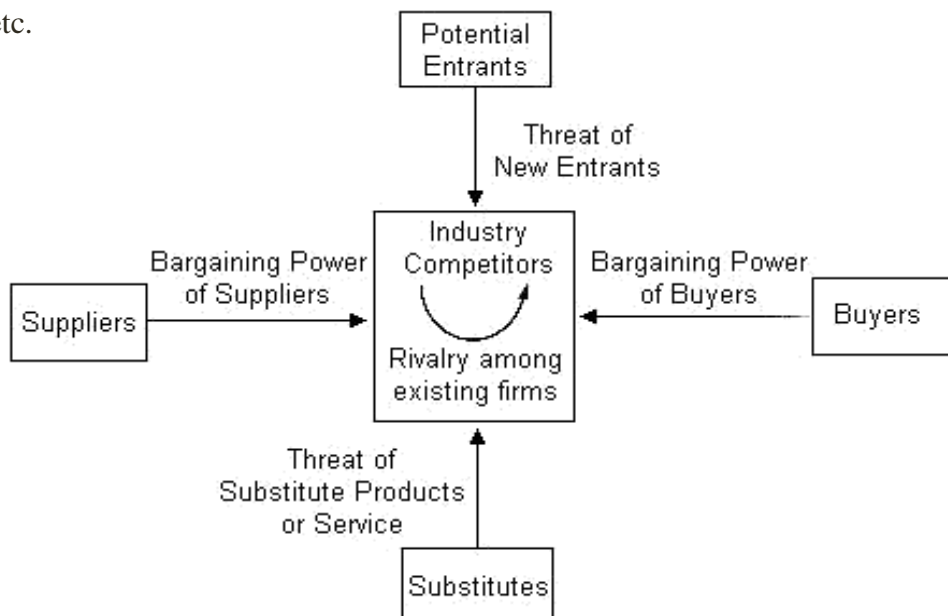 etc.
Potential
Entrants
Threat of
New Entrants
Industry
Competitors
Bargaining Power
of Suppliers
Bargaining Power
of Buyers
Suppliers
Buyers
Rivalry among
existing firms
Threat of
Substitute Products
or Service
Substitutes